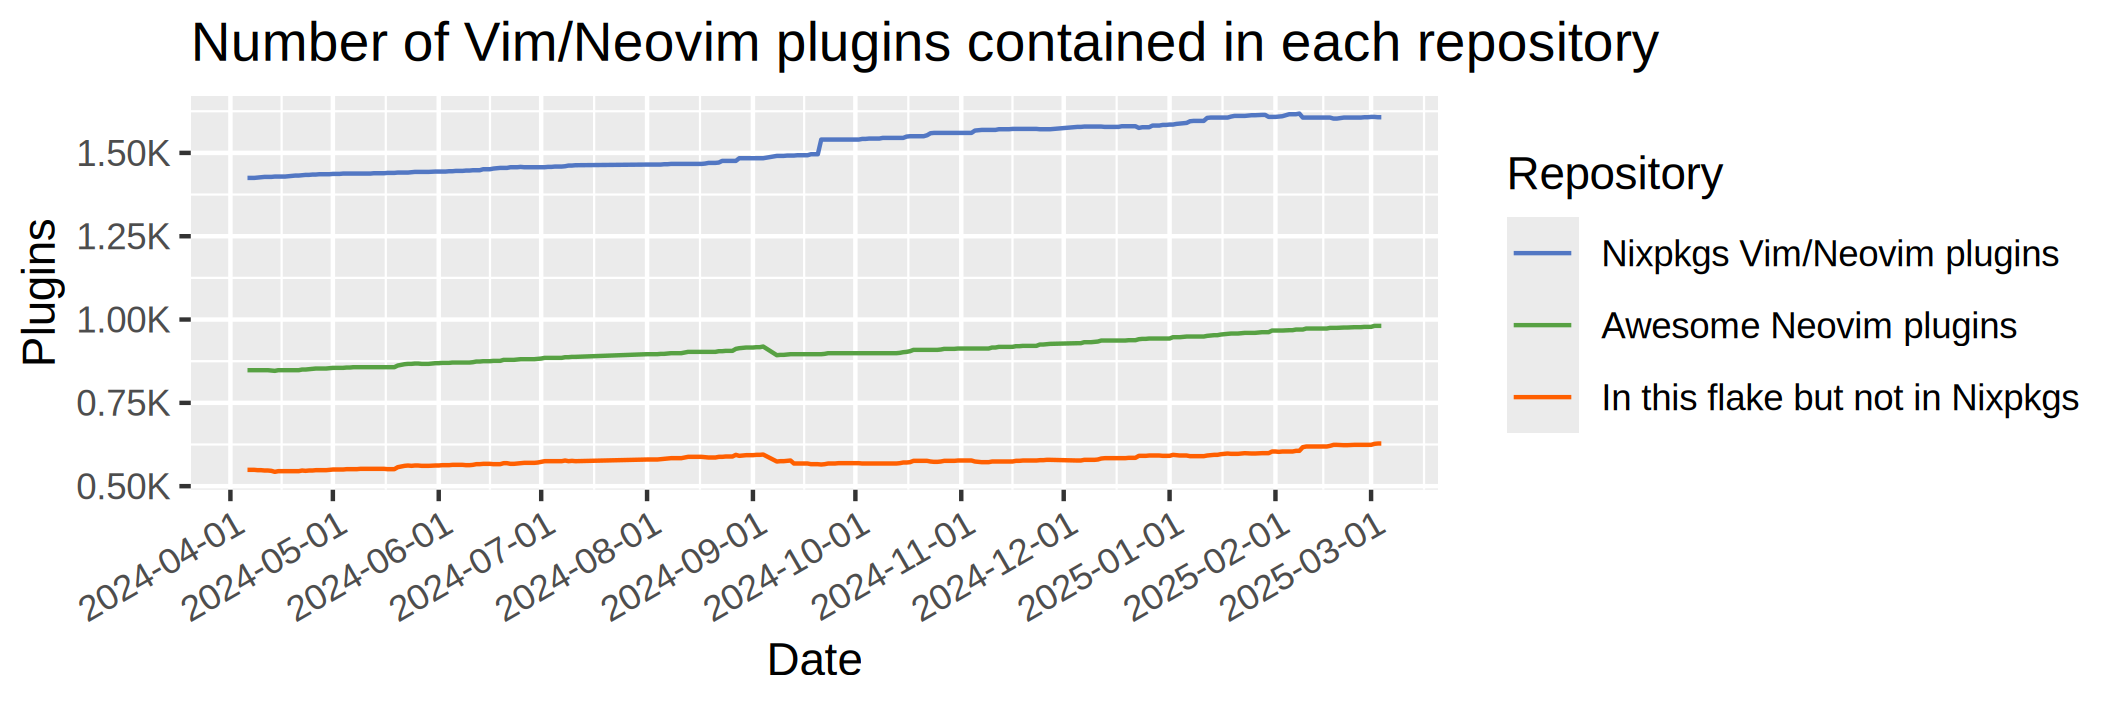 Number of Vim/Neovim plugins contained in each repository
Plugins
1.50K
1.25K
1.00K
0.75K
0.50K
2024-04-01
2024-05-01
2024-06-01
2024-07-01
2024-08-01
2024-09-01
2024-10-01
2024-11-01
2024-12-01
2025-01-01
2025-02-01
2025-03-01
Date
Repository
Nixpkgs Vim/Neovim plugins
Awesome Neovim plugins
In this flake but not in Nixpkgs